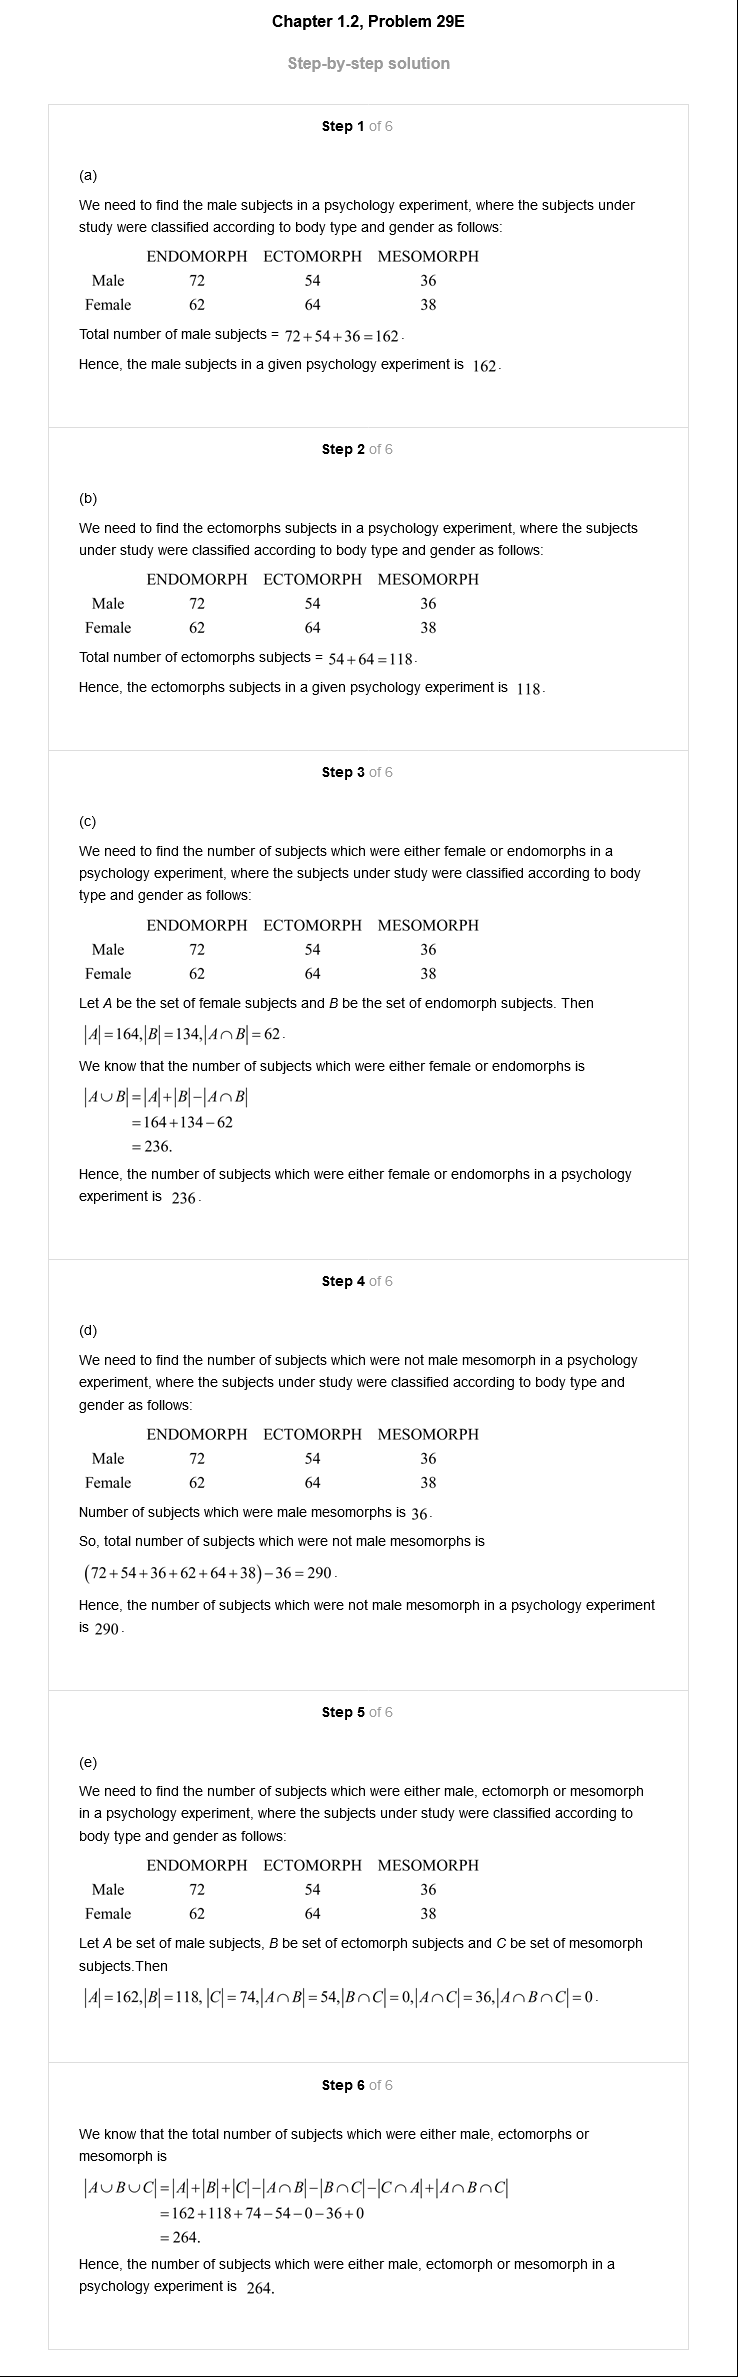 Chapter 1.2, Problem 29E
Step-by-step solution
Step 1 of 6
(a)
We need to find the male subjects in a psychology experiment, where the subjects under
study were classified according to body type and gender as follows:
ENDOMORPH ECTOMORPH MESOMORPH
Male 72 54 36
Female 62 64 38
Total number of male subjects = 72+54+36=162.
Hence, the male subjects in a given psychology experiment is 162.
Step 2 of 6
(b)
We need to find the ectomorphs subjects in a psychology experiment, where the subjects
under study were classified according to body type and gender as follows:
ENDOMORPH ECTOMORPH MESOMORPH
Male 72 54 36
Female 62 64 38
Total number of ectomorphs subjects = 54+64=118.
Hence, the ectomorphs subjects in a given psychology experiment is 118.
Step 3 of 6
(c)
We need to find the number of subjects which were either female or endomorphs in a
psychology experiment, where the subjects under study were classified according to body
type and gender as follows:
ENDOMORPH ECTOMORPH MESOMORPH
Male 72 54 36
Female 62 64 38
Let A be the set of female subjects and B be the set of endomorph subjects. Then
|A|=164,|B|=134,|A∩B|=62.
We know that the number of subjects which were either female or endomorphs is
|A∪B|=|A|+|B|−|A∩B|
=164+134−62
=236.
Hence, the number of subjects which were either female or endomorphs in a psychology
experiment is 236.
Step 4 of 6
(d)
We need to find the number of subjects which were not male mesomorph in a psychology
experiment, where the subjects under study were classified according to body type and
gender as follows:
ENDOMORPH ECTOMORPH MESOMORPH
Male 72 54 36
Female 62 64 38
Number of subjects which were male mesomorphs is 36.
So, total number of subjects which were not male mesomorphs is
(72+54+36+62+64+38)−36=290.
Hence, the number of subjects which were not male mesomorph in a psychology experiment
is 290.
Step 5 of 6
(e)
We need to find the number of subjects which were either male, ectomorph or mesomorph
in a psychology experiment, where the subjects under study were classified according to
body type and gender as follows:
ENDOMORPH ECTOMORPH MESOMORPH
Male 72 54 36
Female 62 64 38
Let A be set of male subjects, B be set of ectomorph subjects and C be set of mesomorph
subjects.Then
|A|=162,|B|=118, |C|=74,|A∩B|=54,|B∩C|=0,|A∩C|=36,|A∩B∩C|=0.
Step 6 of 6
We know that the total number of subjects which were either male, ectomorphs or
mesomorph is
|A∪B∪C|=|A|+|B|+|C|−|A∩B|−|B∩C|−|C∩A|+|A∩B∩C|
=162+118+74−54−0−36+0
=264.
Hence, the number of subjects which were either male, ectomorph or mesomorph in a
psychology experiment is 264.